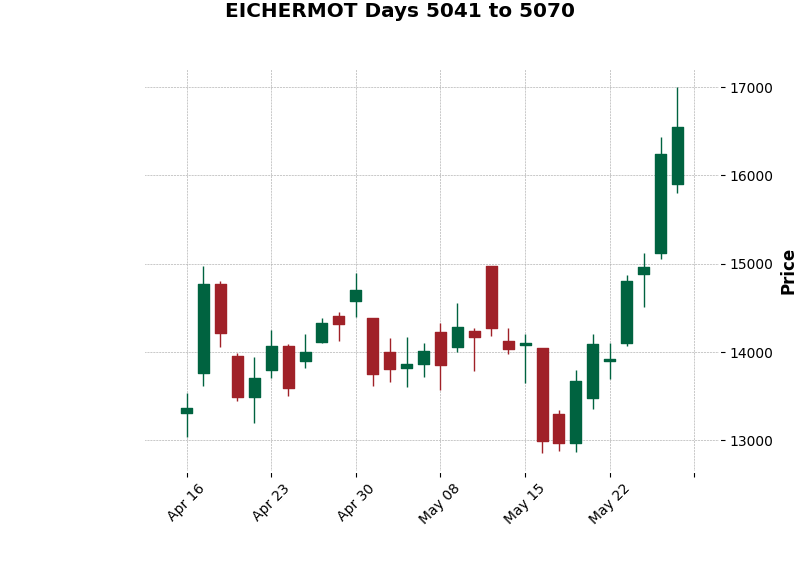 EICHERMOT Days 5041 to 5070
17000
16000
15000
14000
13000
Price
Apr 16
Apr 23
Apr 30
May 08
May 15
May 22